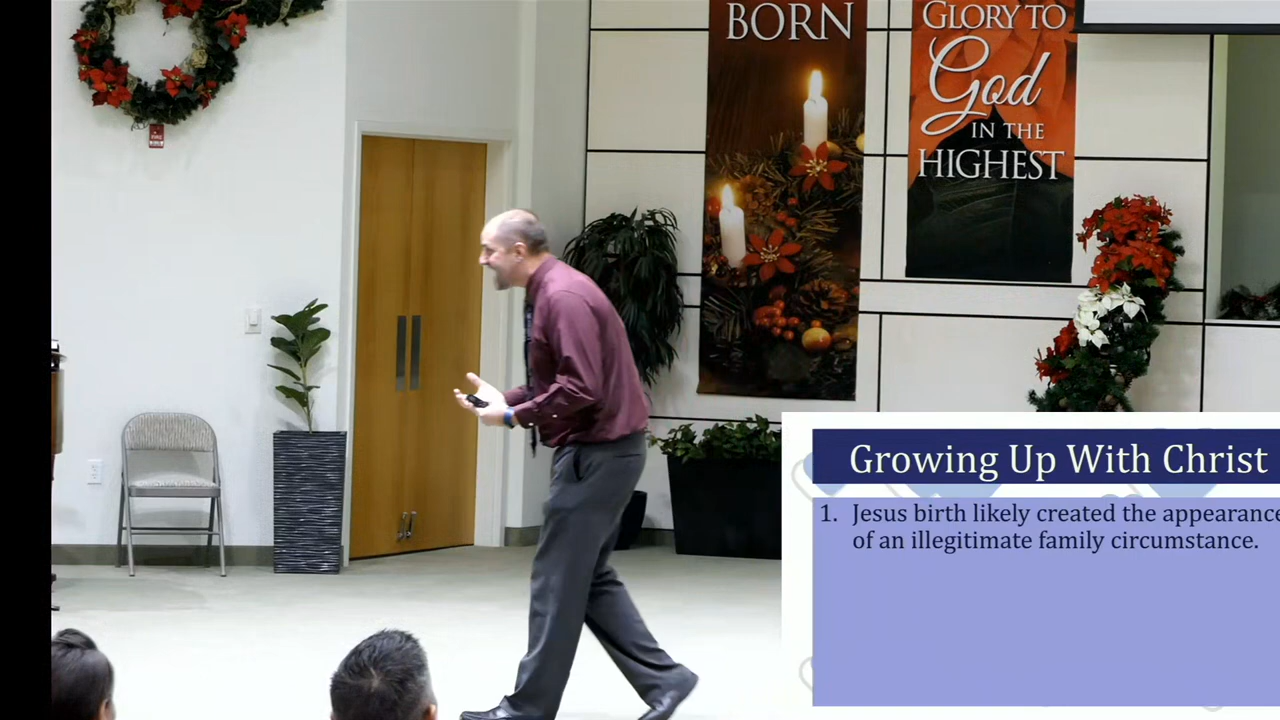 BORN
GLORY TO
God
IN THE
HIGHEST
Growing Up With Christ
1. Jesus birth likely created the appearance
of an illegitimate family circumstance.